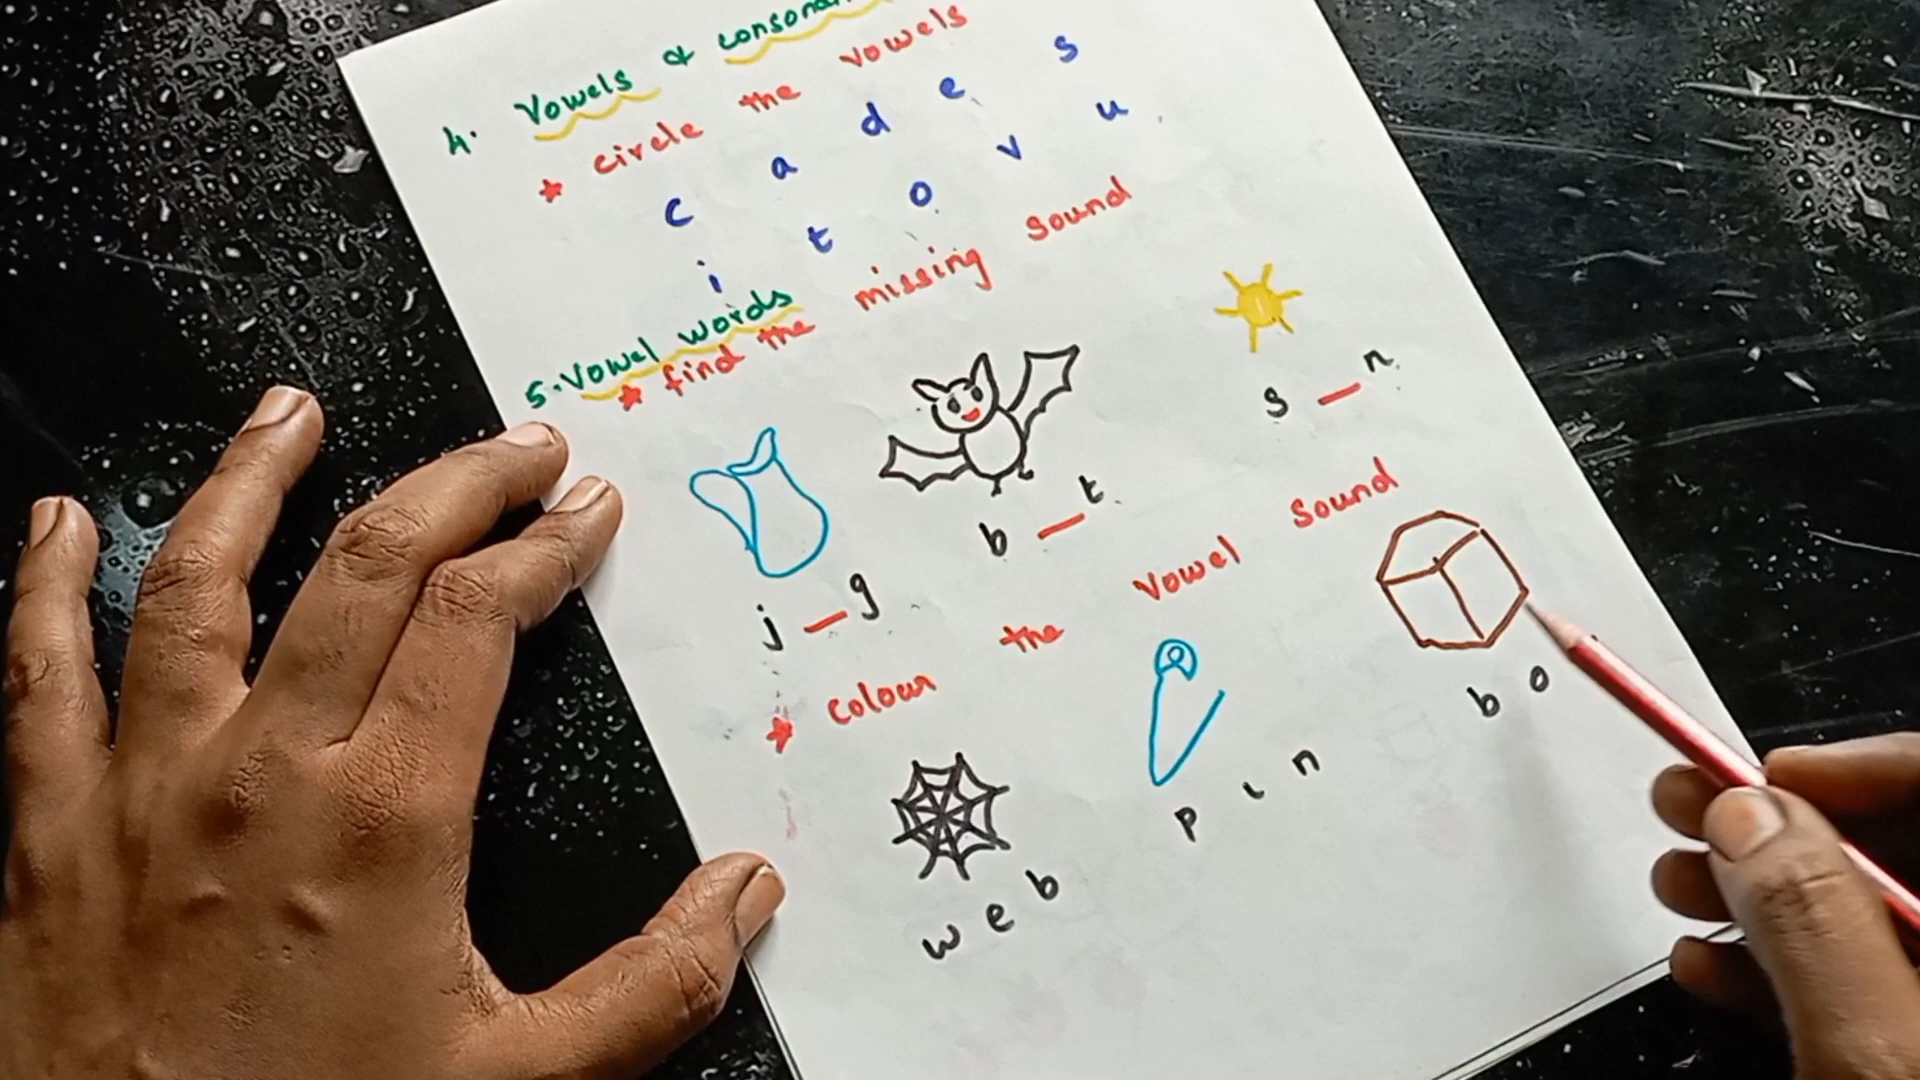 4. Vowels & consonan
★ circle the vowels
c a d e s
i t o v u
5. Vowel words
★ find the missing sound
j _ g b _ t s _ n
★ Colour the Vowel Sound
w e b p i n b o